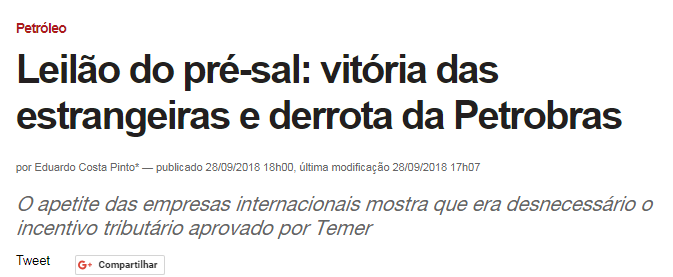 Petróleo
Leilão do pré-sal: vitória das
estrangeiras e derrota da Petrobras
por Eduardo Costa Pinto* — publicado 28/09/2018 18h00, última modificação 28/09/2018 17h07
O apetite das empresas internacionais mostra que era desnecessário o
incentivo tributário aprovado por Temer
Tweet G+ Compartilhar